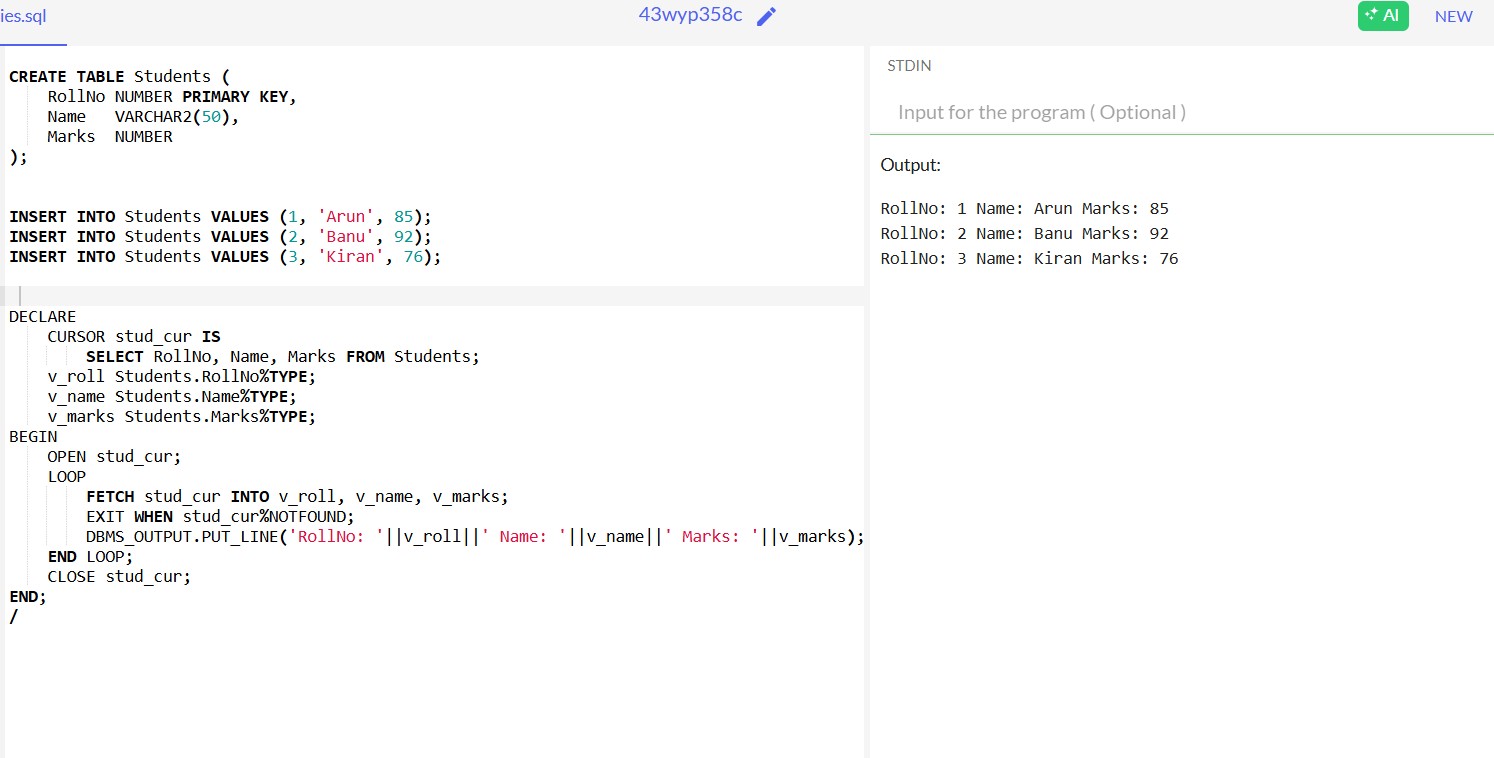 ies.sql
43wyp358c
AI
NEW
CREATE TABLE Students (
    RollNo NUMBER PRIMARY KEY,
    Name   VARCHAR2(50),
    Marks  NUMBER
);
INSERT INTO Students VALUES (1, 'Arun', 85);
INSERT INTO Students VALUES (2, 'Banu', 92);
INSERT INTO Students VALUES (3, 'Kiran', 76);
DECLARE
    CURSOR stud_cur IS
        SELECT RollNo, Name, Marks FROM Students;
    v_roll Students.RollNo%TYPE;
    v_name Students.Name%TYPE;
    v_marks Students.Marks%TYPE;
BEGIN
    OPEN stud_cur;
    LOOP
        FETCH stud_cur INTO v_roll, v_name, v_marks;
        EXIT WHEN stud_cur%NOTFOUND;
        DBMS_OUTPUT.PUT_LINE('RollNo: '||v_roll||' Name: '||v_name||' Marks: '||v_marks);
    END LOOP;
    CLOSE stud_cur;
END;
/
STDIN
Input for the program ( Optional )
Output:
RollNo: 1 Name: Arun Marks: 85
RollNo: 2 Name: Banu Marks: 92
RollNo: 3 Name: Kiran Marks: 76